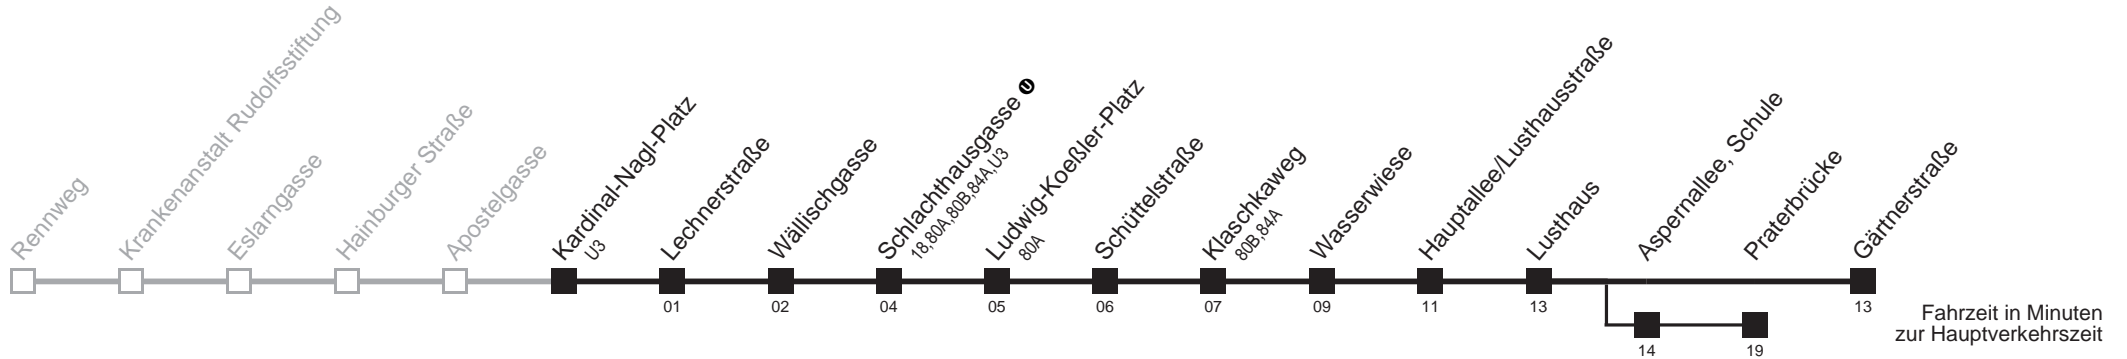 Rennweg
Krankenanstalt Rudolfsstiftung
Eslarngasse
Hainburger Straße
Apostelgasse
Kardinal-Nagl-Platz
U3
Lechnerstraße
Wällischgasse
Schlachthausgasse U
18,80A,80B,84A,U3
Ludwig-Koeßler-Platz
80A
Schüttelstraße
Klaschkaweg
80B,84A
Wasserwiese
Hauptallee/Lusthausstraße
Lusthaus
Aspernallee, Schule
Praterbrücke
Gärtnerstraße
01 02 04 05 06 07 09 11 13 13
14 19
Fahrzeit in Minuten
zur Hauptverkehrszeit